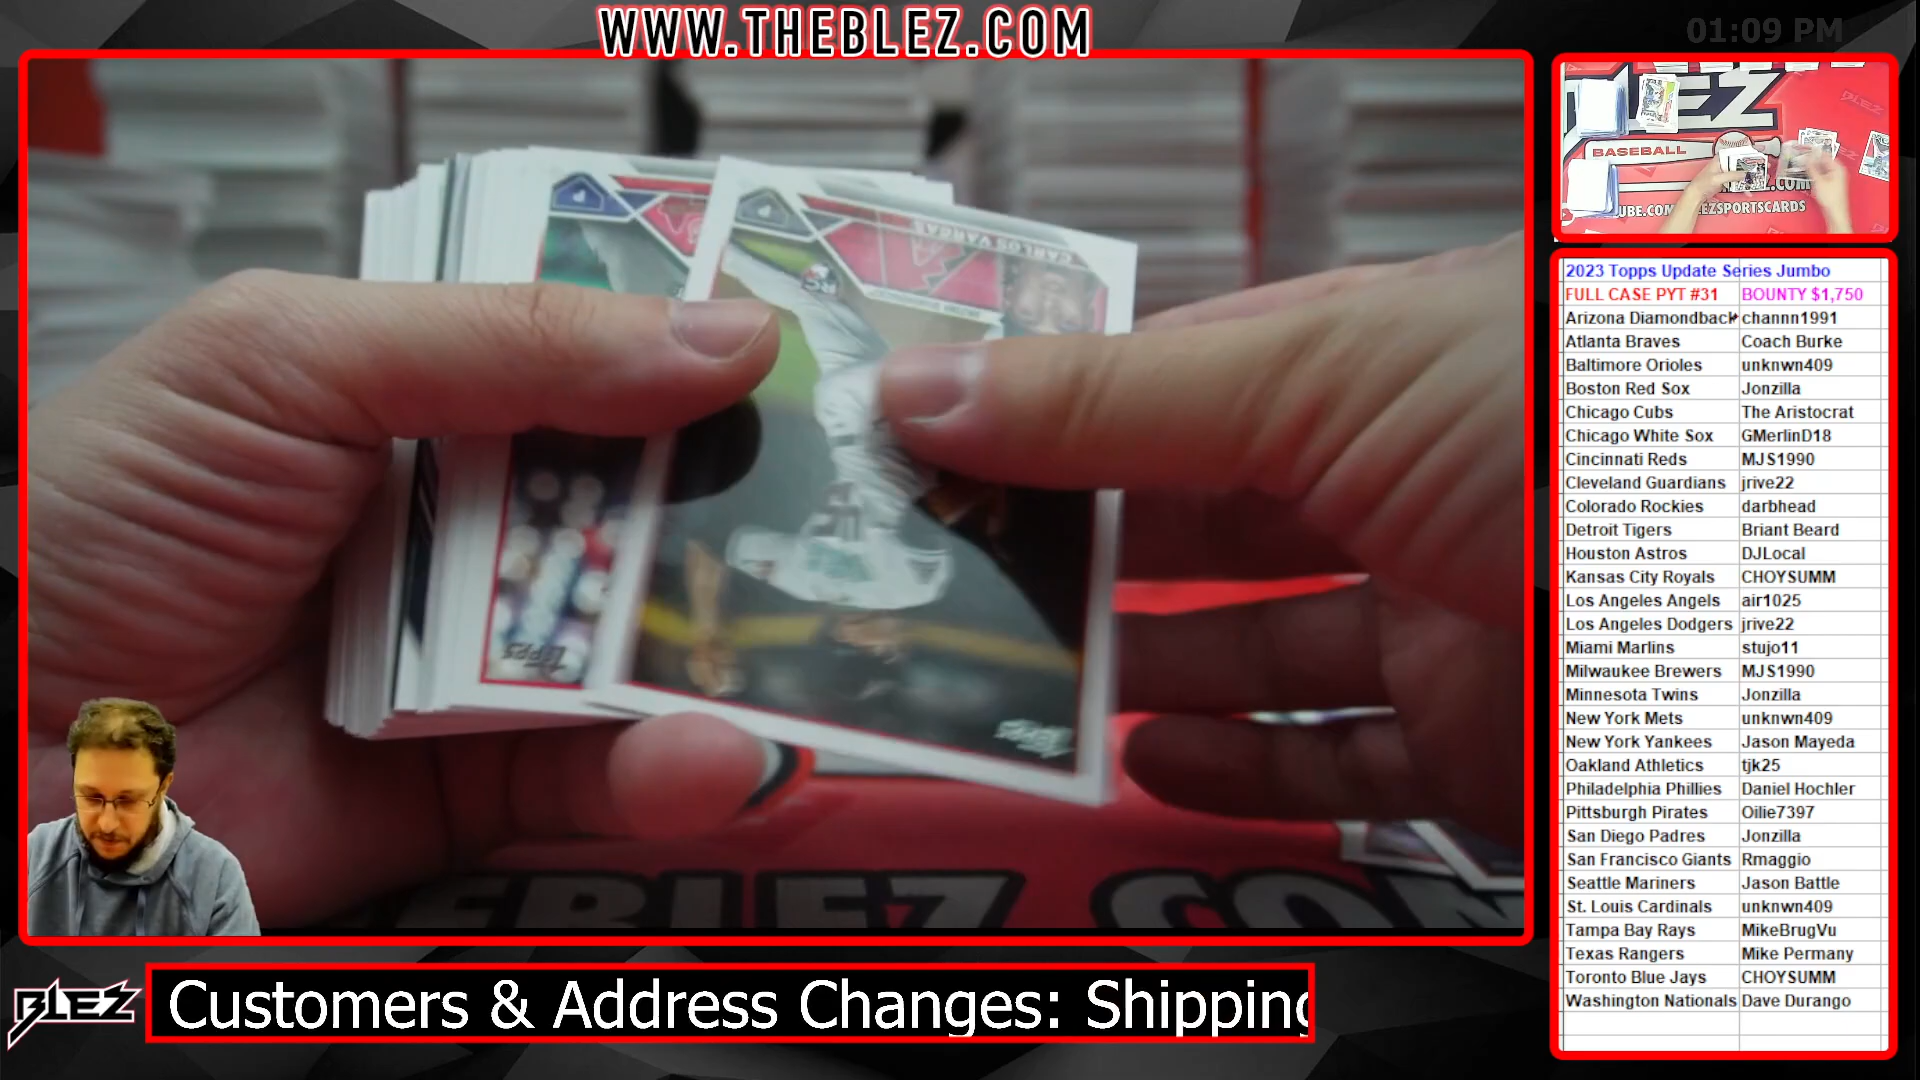 WWW.THEBLEZ.COM
01:09 PM
BASEBALL
2023 Topps Update Series Jumbo
FULL CASE PYT #31 BOUNTY $1,750
Arizona Diamondback channn1991
Atlanta Braves Coach Burke
Baltimore Orioles unknwn409
Boston Red Sox Jonzilla
Chicago Cubs The Aristocrat
Chicago White Sox GMerlinD18
Cincinnati Reds MJS1990
Cleveland Guardians jrive22
Colorado Rockies darbhead
Detroit Tigers Briant Beard
Houston Astros DJLocal
Kansas City Royals CHOYSUMM
Los Angeles Angels air1025
Los Angeles Dodgers jrive22
Miami Marlins stujo11
Milwaukee Brewers MJS1990
Minnesota Twins Jonzilla
New York Mets unknwn409
New York Yankees Jason Mayeda
Oakland Athletics tjk25
Philadelphia Phillies Daniel Hochler
Pittsburgh Pirates Oilie7397
San Diego Padres Jonzilla
San Francisco Giants Rmaggio
Seattle Mariners Jason Battle
St. Louis Cardinals unknwn409
Tampa Bay Rays MikeBrugVu
Texas Rangers Mike Permany
Toronto Blue Jays CHOYSUMM
Washington Nationals Dave Durango
CARLOS VARGAS
RC
TOPPS
TOPPS
BLEZ
Customers & Address Changes: Shipping